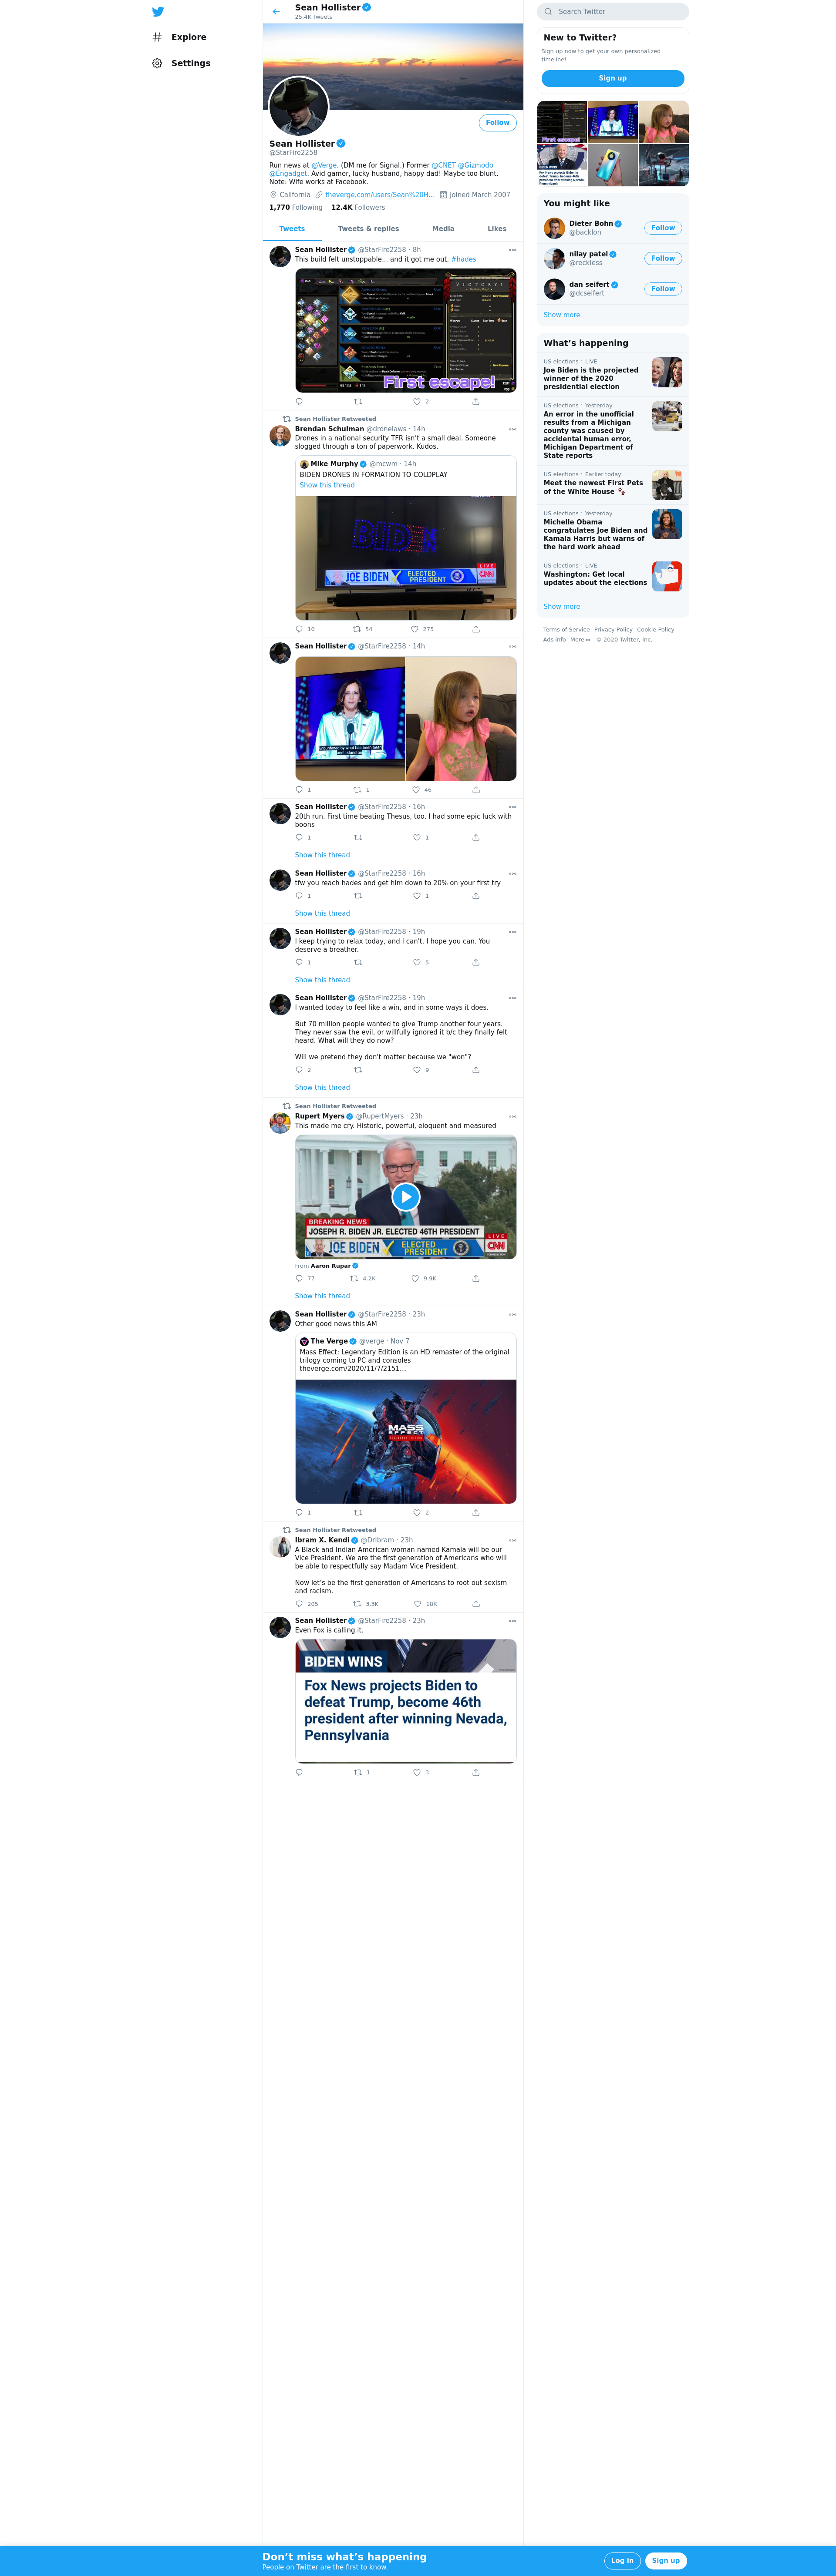 Explore
Settings
Sean Hollister
25.4K Tweets
Follow
Sean Hollister
@StarFire2258
Run news at @Verge. (DM me for Signal.) Former @CNET @Gizmodo
@Engadget. Avid gamer, lucky husband, happy dad! Maybe too blunt.
Note: Wife works at Facebook.
California theverge.com/users/Sean%20H... Joined March 2007
1,770 Following 12.4K Followers
Tweets Tweets & replies Media Likes
Sean Hollister @StarFire2258 · 8h
This build felt unstoppable... and it got me out. #hades
VICTORY!
First escape!
2
Sean Hollister Retweeted
Brendan Schulman @dronelaws · 14h
Drones in a national security TFR isn’t a small deal. Someone
slogged through a ton of paperwork. Kudos.
Mike Murphy @mcwm · 14h
BIDEN DRONES IN FORMATION TO COLDPLAY
Show this thread
BIDEN
LIVE
JOE BIDEN ELECTED PRESIDENT CNN
10 54 275
Sean Hollister @StarFire2258 · 14h
1 1 46
Sean Hollister @StarFire2258 · 16h
20th run. First time beating Thesus, too. I had some epic luck with
boons
1 1
Show this thread
Sean Hollister @StarFire2258 · 16h
tfw you reach hades and get him down to 20% on your first try
1 1
Show this thread
Sean Hollister @StarFire2258 · 19h
I keep trying to relax today, and I can't. I hope you can. You
deserve a breather.
1 5
Show this thread
Sean Hollister @StarFire2258 · 19h
I wanted today to feel like a win, and in some ways it does.
But 70 million people wanted to give Trump another four years.
They never saw the evil, or willfully ignored it b/c they finally felt
heard. What will they do now?
Will we pretend they don't matter because we "won"?
2 9
Show this thread
Sean Hollister Retweeted
Rupert Myers @RupertMyers · 23h
This made me cry. Historic, powerful, eloquent and measured
BREAKING NEWS
JOSEPH R. BIDEN JR. ELECTED 46TH PRESIDENT
LIVE
JOE BIDEN ELECTED PRESIDENT CNN
From Aaron Rupar
77 4.2K 9.9K
Show this thread
Sean Hollister @StarFire2258 · 23h
Other good news this AM
The Verge @verge · Nov 7
Mass Effect: Legendary Edition is an HD remaster of the original
trilogy coming to PC and consoles
theverge.com/2020/11/7/2151...
MASS EFFECT
LEGENDARY EDITION
1 2
Sean Hollister Retweeted
Ibram X. Kendi @DrIbram · 23h
A Black and Indian American woman named Kamala will be our
Vice President. We are the first generation of Americans who will
be able to respectfully say Madam Vice President.
Now let’s be the first generation of Americans to root out sexism
and racism.
205 3.3K 18K
Sean Hollister @StarFire2258 · 23h
Even Fox is calling it.
BIDEN WINS
Fox News projects Biden to
defeat Trump, become 46th
president after winning Nevada,
Pennsylvania
1 3
Search Twitter
New to Twitter?
Sign up now to get your own personalized
timeline!
Sign up
You might like
Dieter Bohn
@backlon
Follow
nilay patel
@reckless
Follow
dan seifert
@dcseifert
Follow
Show more
What’s happening
US elections · LIVE
Joe Biden is the projected
winner of the 2020
presidential election
US elections · Yesterday
An error in the unofficial
results from a Michigan
county was caused by
accidental human error,
Michigan Department of
State reports
US elections · Earlier today
Meet the newest First Pets
of the White House 🐾
US elections · Yesterday
Michelle Obama
congratulates Joe Biden and
Kamala Harris but warns of
the hard work ahead
US elections · LIVE
Washington: Get local
updates about the elections
Show more
Terms of Service Privacy Policy Cookie Policy
Ads info More © 2020 Twitter, Inc.
Don’t miss what’s happening
People on Twitter are the first to know.
Log in
Sign up